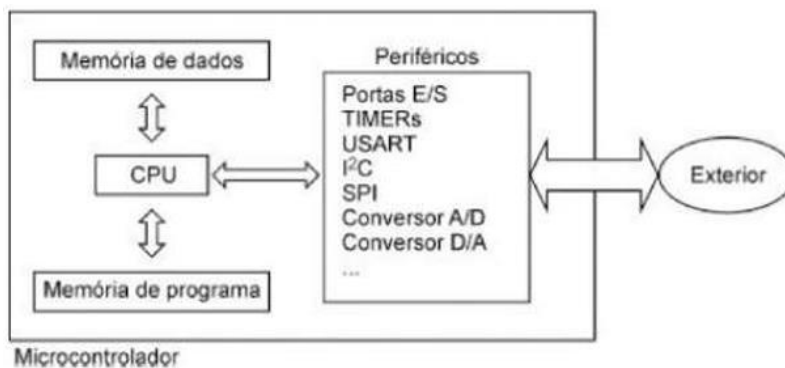 Memória de dados
CPU
Memória de programa
Periféricos
Portas E/S
TIMERs
USART
I²C
SPI
Conversor A/D
Conversor D/A
...
Exterior
Microcontrolador